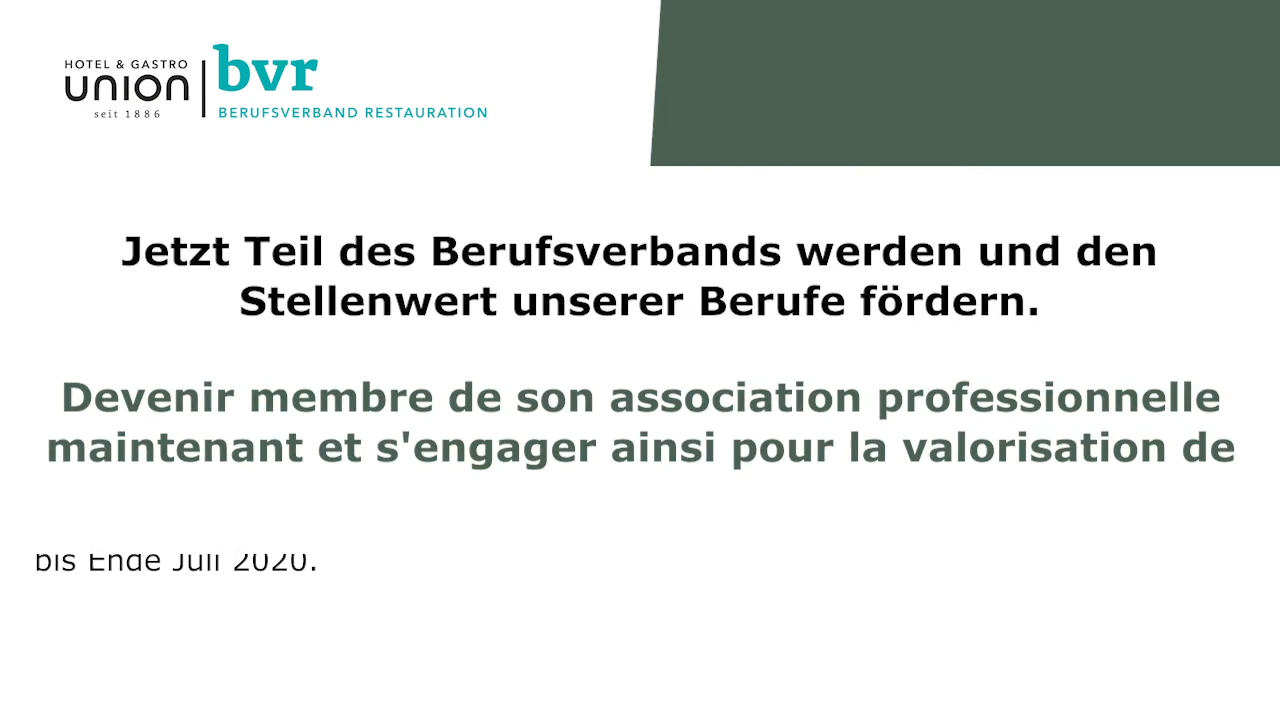 HOTEL & GASTRO
union
seit 1886
bvr
BERUFSVERBAND RESTAURATION
Jetzt Teil des Berufsverbands werden und den
Stellenwert unserer Berufe fördern.
Devenir membre de son association professionnelle
maintenant et s'engager ainsi pour la valorisation de
bis Ende Juli 2020.